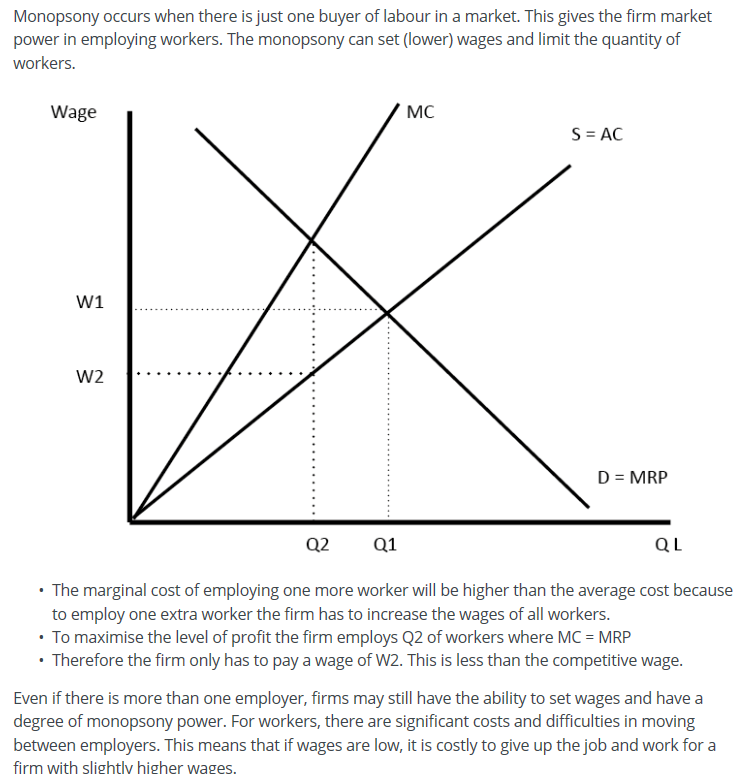 Monopsony occurs when there is just one buyer of labour in a market. This gives the firm market
power in employing workers. The monopsony can set (lower) wages and limit the quantity of
workers.
Wage
MC
S = AC
W1
W2
D = MRP
Q2
Q1
Q L
• The marginal cost of employing one more worker will be higher than the average cost because
to employ one extra worker the firm has to increase the wages of all workers.
• To maximise the level of profit the firm employs Q2 of workers where MC = MRP
• Therefore the firm only has to pay a wage of W2. This is less than the competitive wage.
Even if there is more than one employer, firms may still have the ability to set wages and have a
degree of monopsony power. For workers, there are significant costs and difficulties in moving
between employers. This means that if wages are low, it is costly to give up the job and work for a
firm with slightly higher wages.